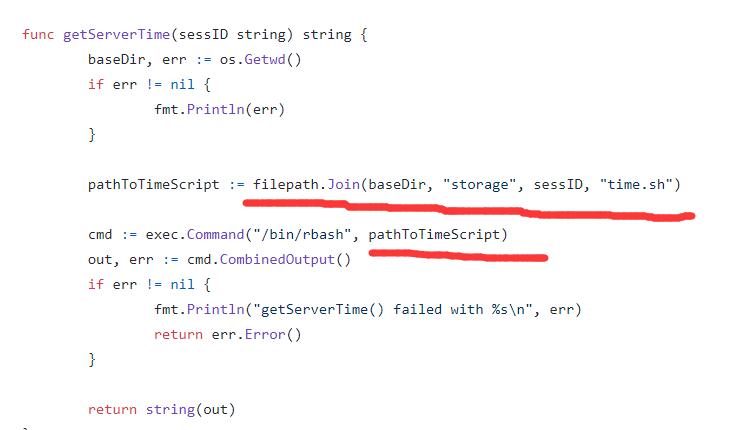 func getServerTime(sessID string) string {
baseDir, err := os.Getwd()
if err != nil {
fmt.Println(err)
}
pathToTimeScript := filepath.Join(baseDir, "storage", sessID, "time.sh")
cmd := exec.Command("/bin/rbash", pathToTimeScript)
out, err := cmd.CombinedOutput()
if err != nil {
fmt.Println("getServerTime() failed with %s\n", err)
return err.Error()
}
return string(out)